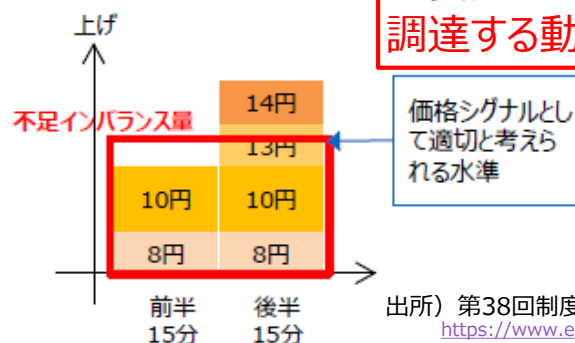 調達する動
上げ
不足インバランス量
14円
13円
10円
10円
8円
8円
価格シグナルとし
て適切と考えら
れる水準
前半
15分
後半
15分
出所）第38回制度
https://www.e